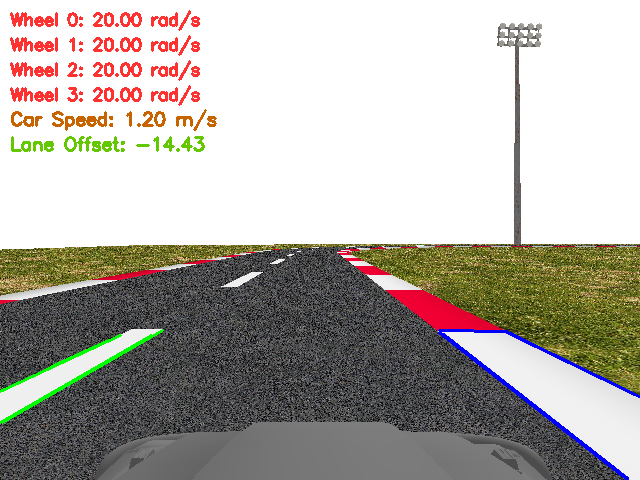 Wheel 0: 20.00 rad/s
Wheel 1: 20.00 rad/s
Wheel 2: 20.00 rad/s
Wheel 3: 20.00 rad/s
Car Speed: 1.20 m/s
Lane Offset: -14.43